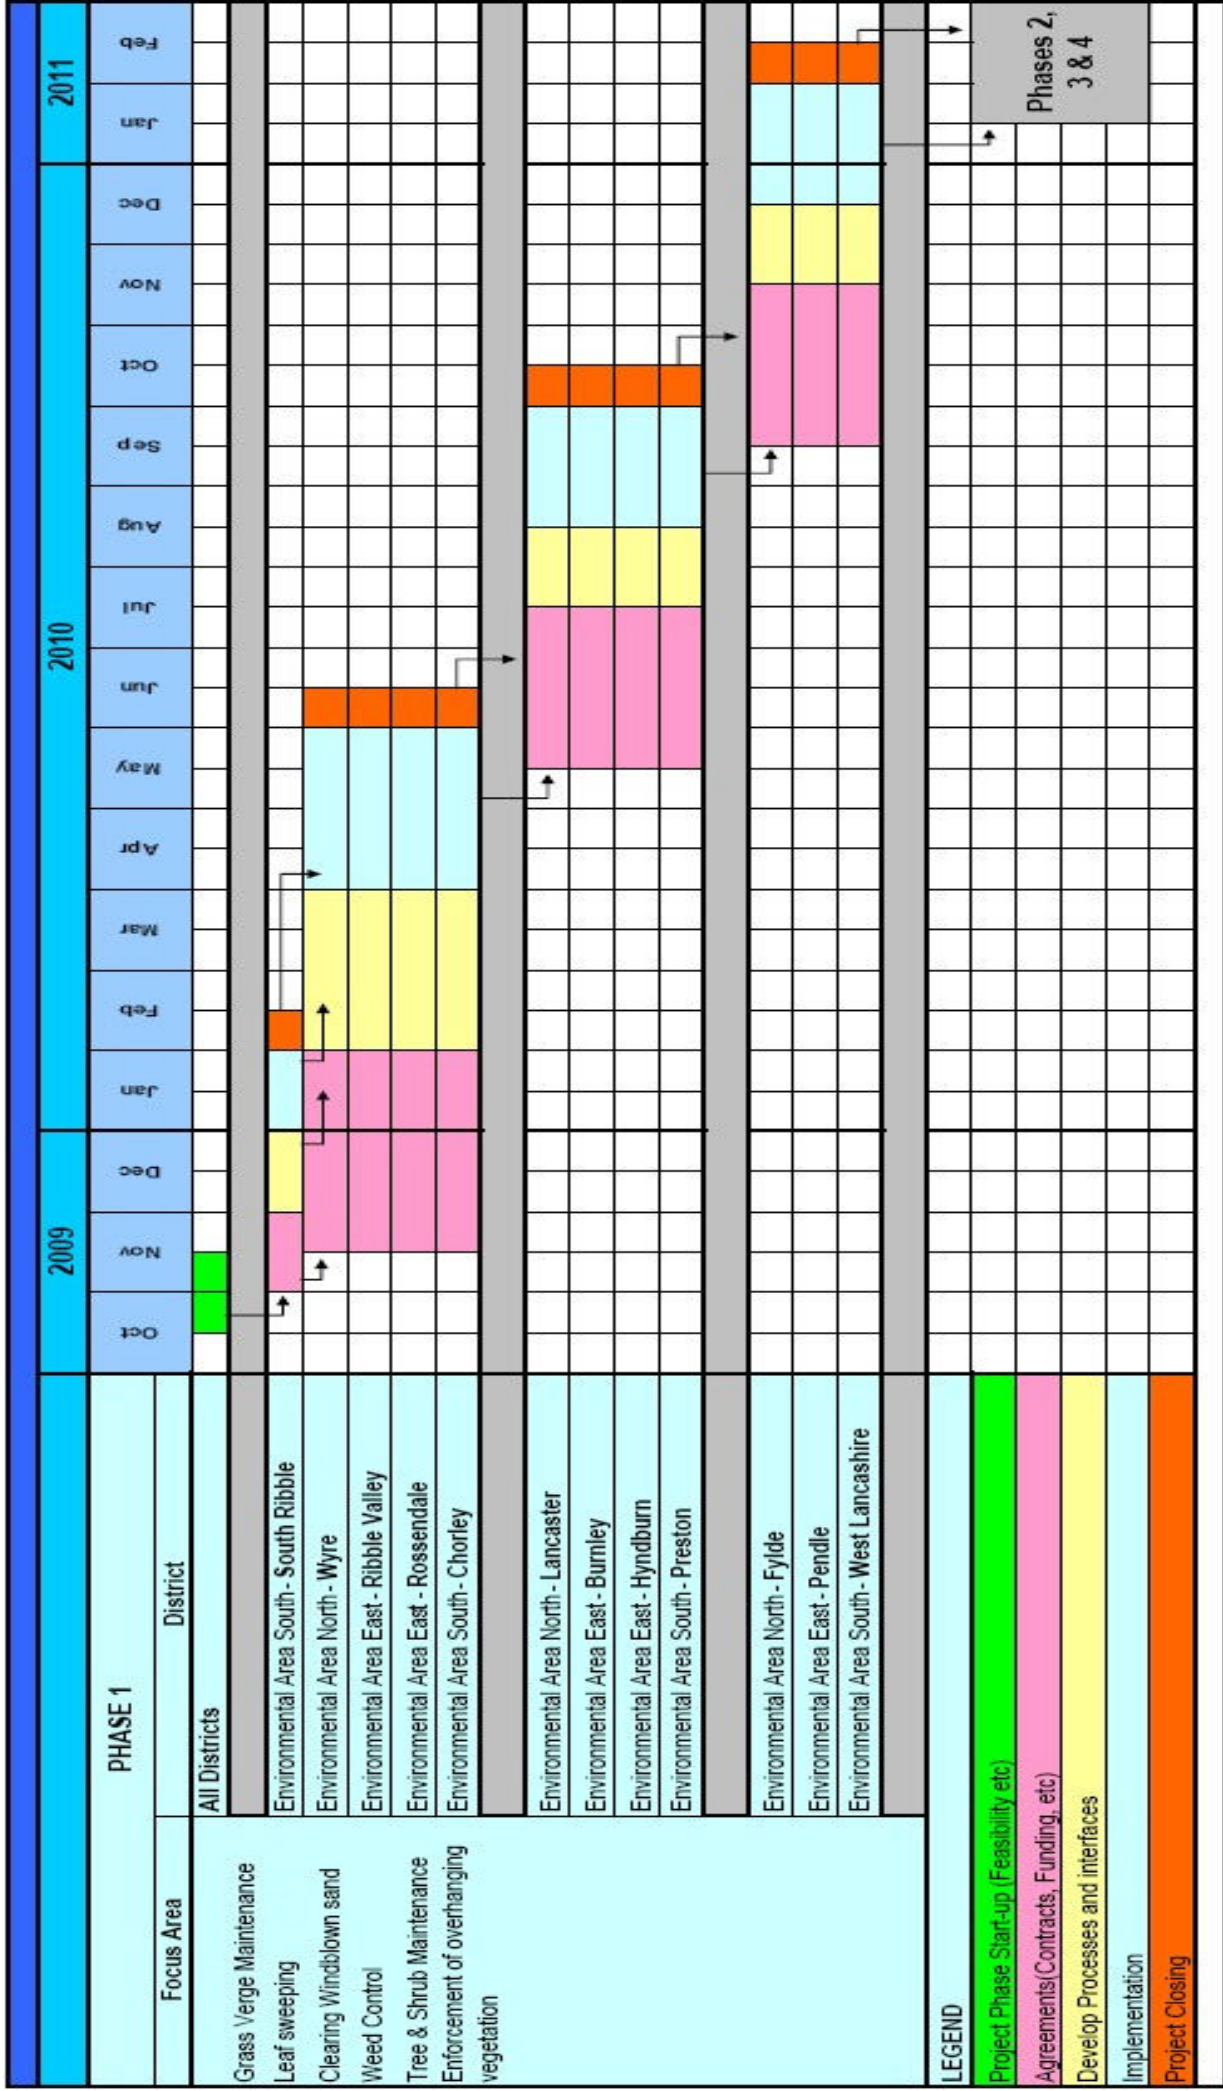 2009
2010
2011
PHASE 1
Oct
Nov
Dec
Jan
Feb
Mar
Apr
May
Jun
Jul
Aug
Sep
Oct
Nov
Dec
Jan
Feb
Focus Area
District
All Districts
Grass Verge Maintenance
Leaf sweeping
Clearing Windblown sand
Weed Control
Tree & Shrub Maintenance
Enforcement of overhanging
vegetation
Environmental Area South - South Ribble
Environmental Area North - Wyre
Environmental Area East - Ribble Valley
Environmental Area East - Rossendale
Environmental Area South - Chorley
Environmental Area North - Lancaster
Environmental Area East - Burnley
Environmental Area East - Hyndburn
Environmental Area South - Preston
Environmental Area North - Fylde
Environmental Area East - Pendle
Environmental Area South - West Lancashire
LEGEND
Project Phase Start-up (Feasibility etc)
Agreements(Contracts, Funding, etc)
Develop Processes and interfaces
Implementation
Project Closing
Phases 2,
3 & 4